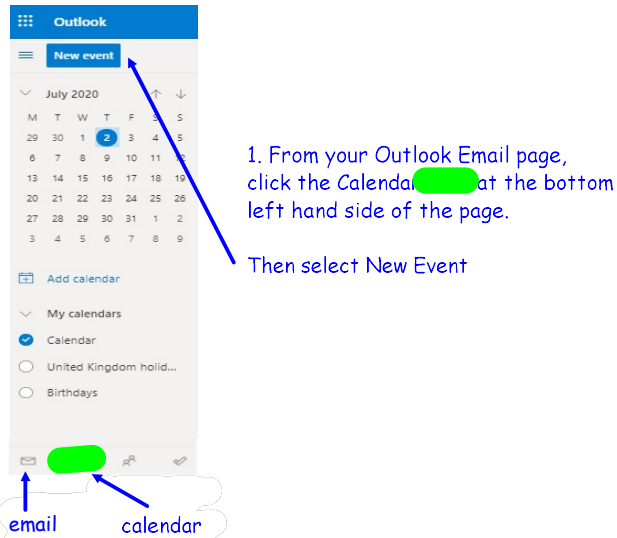 Outlook
New event
July 2020
M T W T F S S
29 30 1 2 3 4 5
6 7 8 9 10 11 12
13 14 15 16 17 18 19
20 21 22 23 24 25 26
27 28 29 30 31 1 2
3 4 5 6 7 8 9
Add calendar
My calendars
Calendar
United Kingdom holid...
Birthdays
email
calendar
1. From your Outlook Email page,
click the Calendar at the bottom
left hand side of the page.
Then select New Event